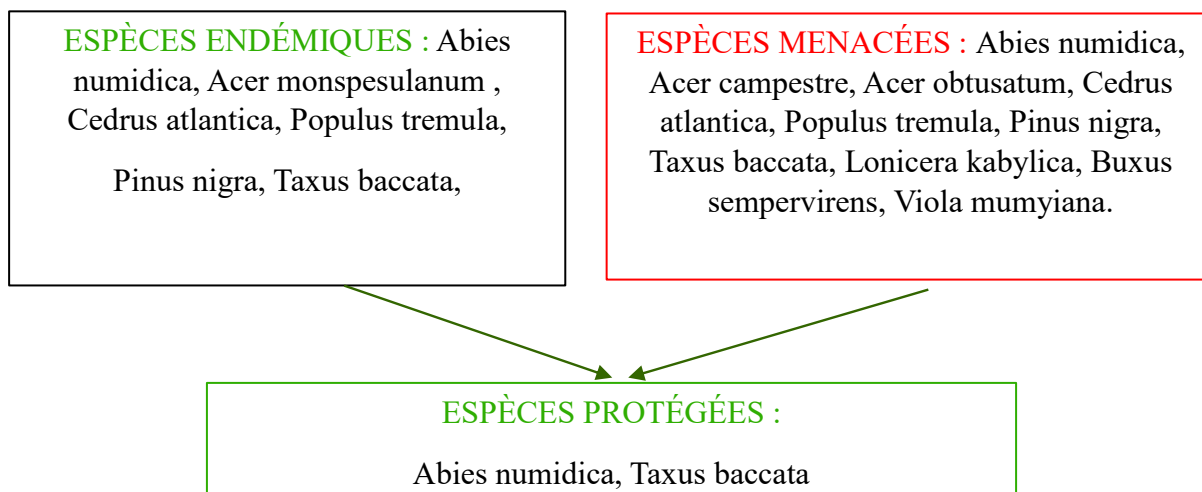 ESPÈCES ENDÉMIQUES : Abies
numidica, Acer monspesulanum ,
Cedrus atlantica, Populus tremula,
Pinus nigra, Taxus baccata,
ESPÈCES MENACÉES : Abies numidica,
Acer campestre, Acer obtusatum, Cedrus
atlantica, Populus tremula, Pinus nigra,
Taxus baccata, Lonicera kabylica, Buxus
sempervirens, Viola mumyiana.
ESPÈCES PROTÉGÉES :
Abies numidica, Taxus baccata